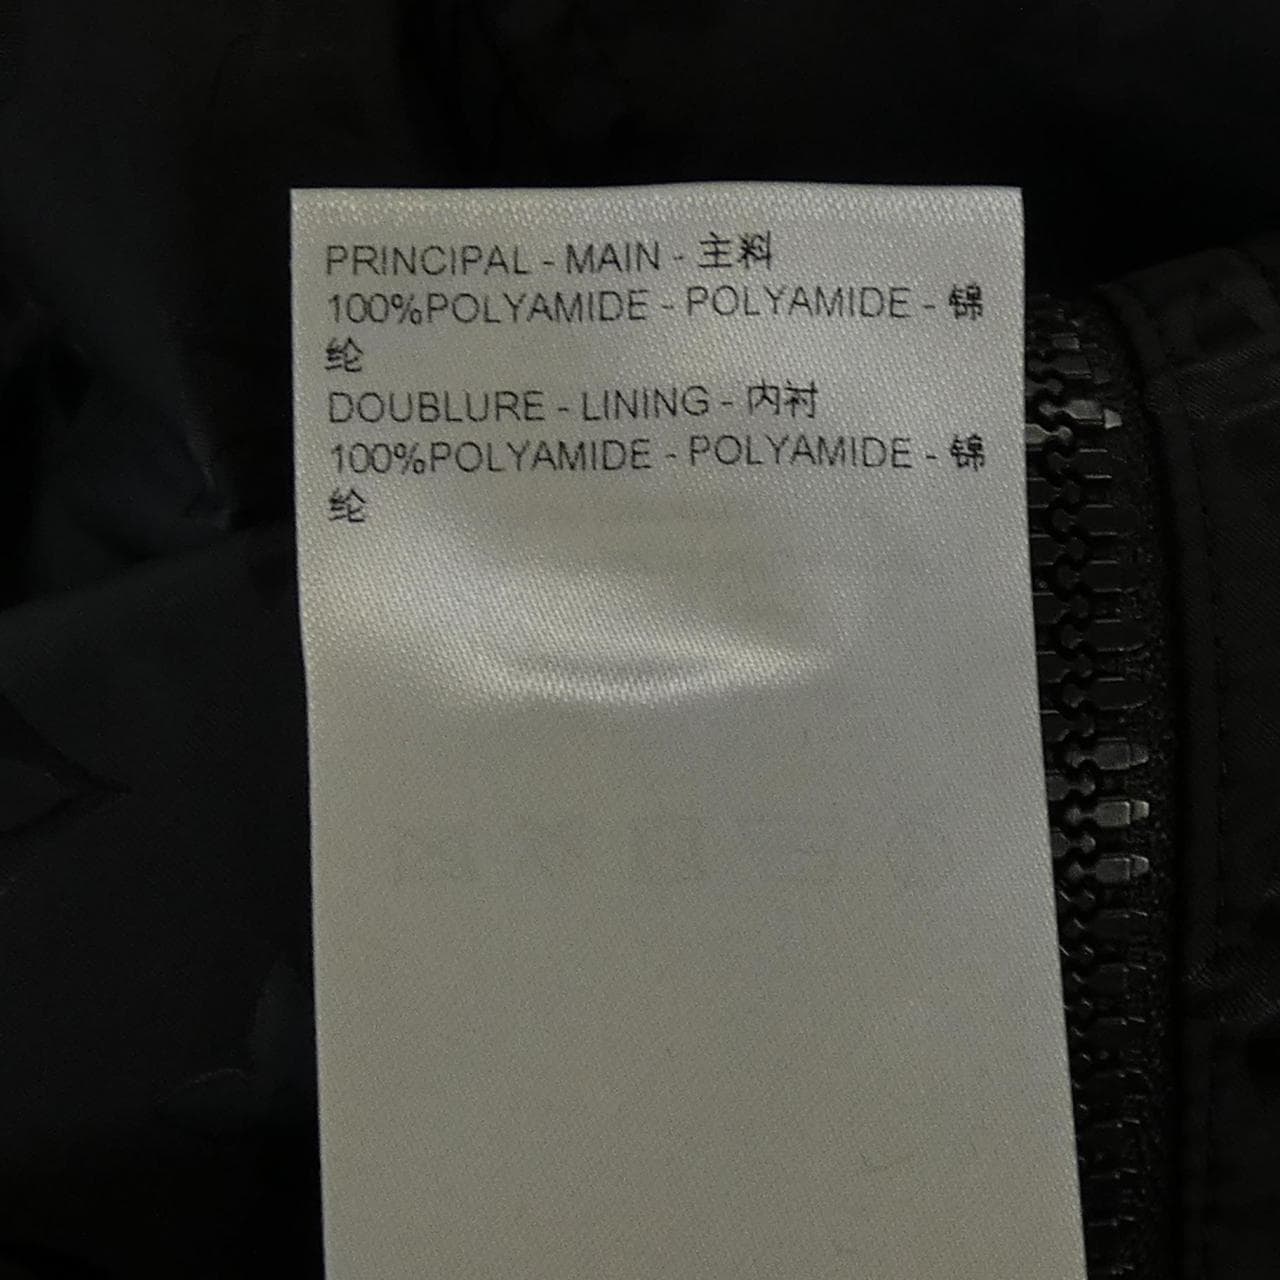 PRINCIPAL - MAIN - 主料
100%POLYAMIDE - POLYAMIDE - 锦
纶
DOUBLURE - LINING - 内衬
100%POLYAMIDE - POLYAMIDE - 锦
纶